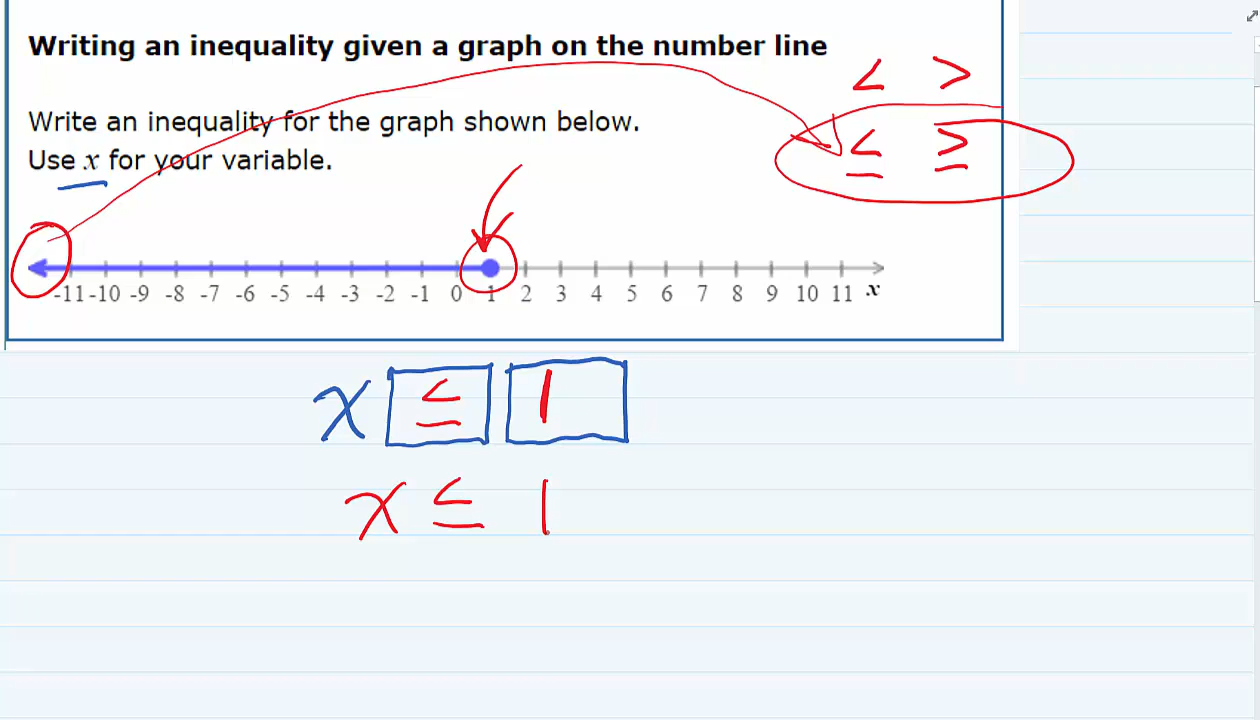 Writing an inequality given a graph on the number line
< >
Write an inequality for the graph shown below.
≤ ≥
Use x for your variable.
-11 -10 -9 -8 -7 -6 -5 -4 -3 -2 -1 0 1 2 3 4 5 6 7 8 9 10 11 x
x ≤ 1
x ≤ 1